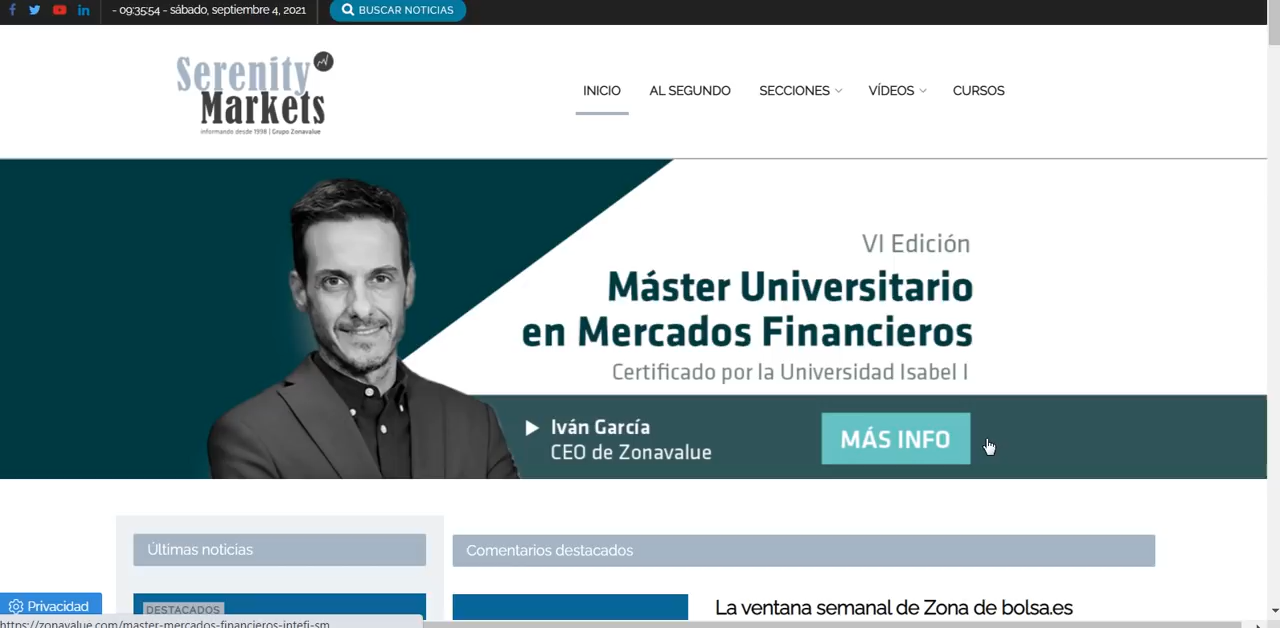 - 09:35:54 - sábado, septiembre 4, 2021
BUSCAR NOTICIAS
Serenity
Markets
informando desde 1998 | Grupo Zonavalue
INICIO
AL SEGUNDO
SECCIONES
VÍDEOS
CURSOS
VI Edición
Máster Universitario
en Mercados Financieros
Certificado por la Universidad Isabel I
Iván García
CEO de Zonavalue
MÁS INFO
Últimas noticias
Comentarios destacados
DESTACADOS
La ventana semanal de Zona de bolsa.es
Privacidad
https://zonavalue.com/master-mercados-financieros-intefi-sm